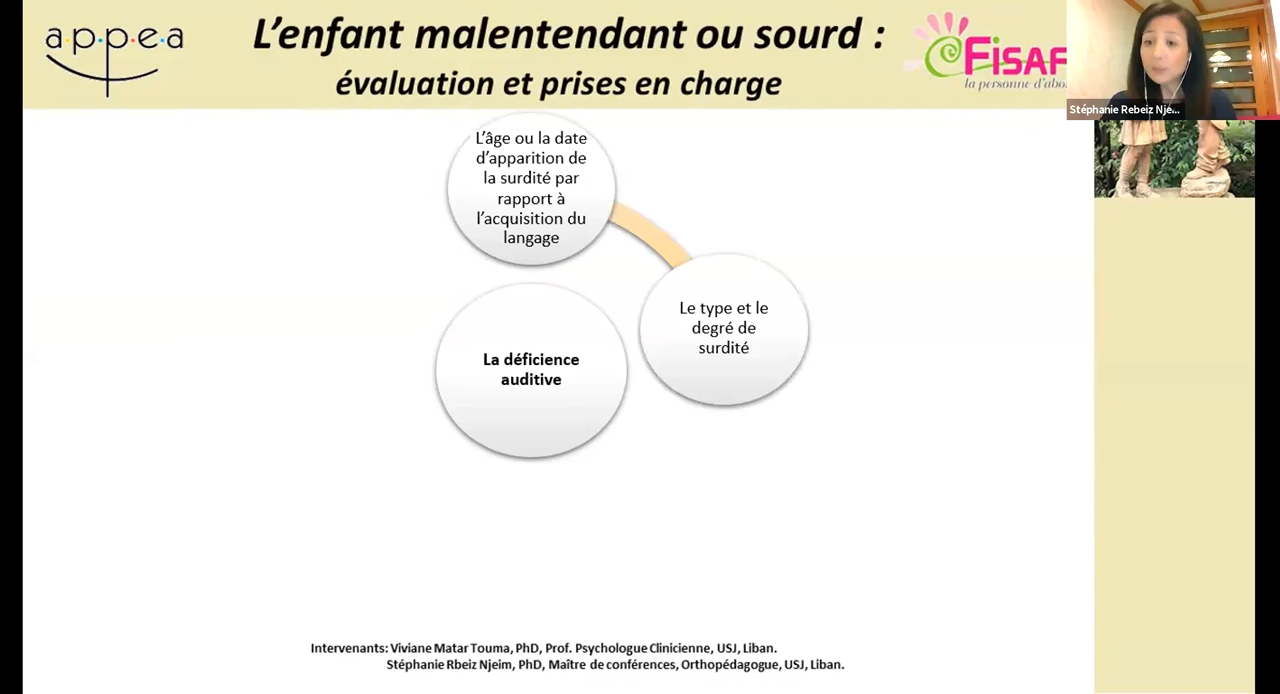 a·p·p·e·a
L'enfant malentendant ou sourd :
évaluation et prises en charge
FISAF
la personne d'abor
Stéphanie Rebeiz Nje...
L'âge ou la date
d'apparition de
la surdité par
rapport à
l'acquisition du
langage
Le type et le
degré de
surdité
La déficience
auditive
Intervenants: Viviane Matar Touma, PhD, Prof. Psychologue Clinicienne, USJ, Liban.
Stéphanie Rbeiz Njeim, PhD, Maître de conférences, Orthopédagogue, USJ, Liban.